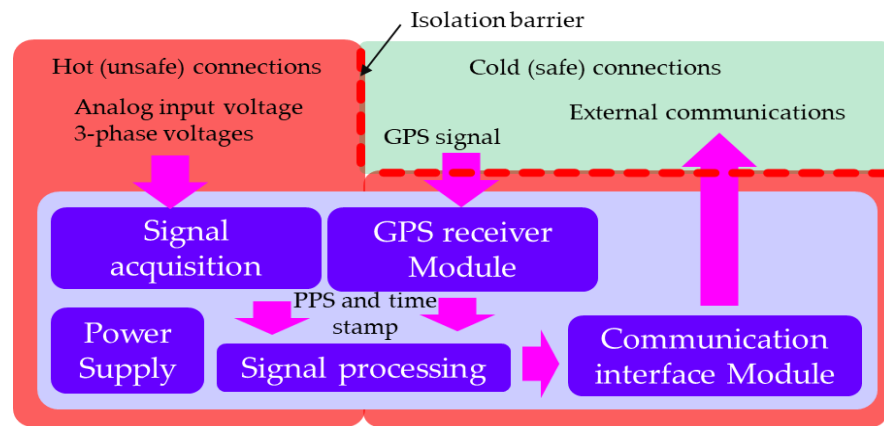 Isolation barrier
Hot (unsafe) connections
Cold (safe) connections
Analog input voltage
3-phase voltages
External communications
GPS signal
Signal
acquisition
GPS receiver
Module
PPS and time
stamp
Power
Supply
Signal processing
Communication
interface Module